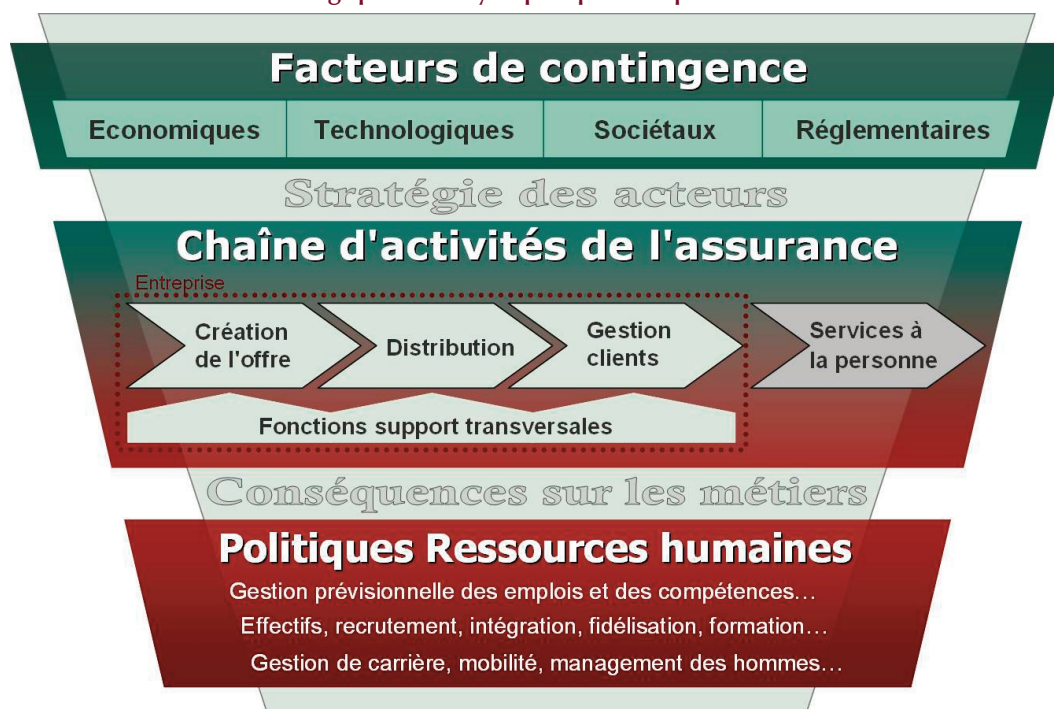 Facteurs de contingence
Economiques
Technologiques
Sociétaux
Réglementaires
Stratégie des acteurs
Chaîne d'activités de l'assurance
Entreprise
Création
de l'offre
Distribution
Gestion
clients
Services à
la personne
Fonctions support transversales
Conséquences sur les métiers
Politiques Ressources humaines
Gestion prévisionnelle des emplois et des compétences…
Effectifs, recrutement, intégration, fidélisation, formation…
Gestion de carrière, mobilité, management des hommes…